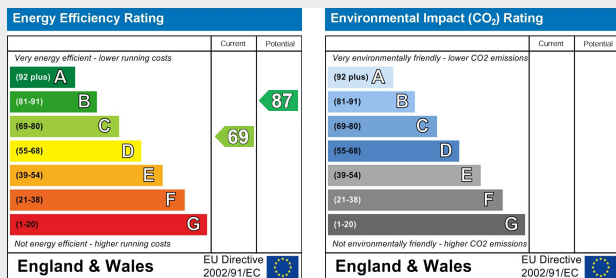 Energy Efficiency Rating
Current Potential
Very energy efficient - lower running costs
(92 plus) A
(81-91) B
87
(69-80) C
69
(55-68) D
(39-54) E
(21-38) F
(1-20) G
Not energy efficient - higher running costs
England & Wales
EU Directive
2002/91/EC
Environmental Impact (CO₂) Rating
Current Potential
Very environmentally friendly - lower CO2 emissions
(92 plus) A
(81-91) B
(69-80) C
(55-68) D
(39-54) E
(21-38) F
(1-20) G
Not environmentally friendly - higher CO2 emissions
England & Wales
EU Directive
2002/91/EC